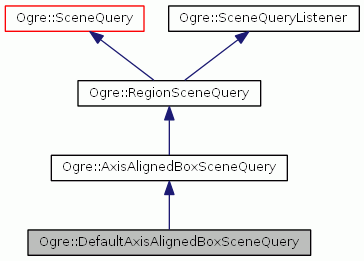 Ogre::SceneQuery
Ogre::SceneQueryListener
Ogre::RegionSceneQuery
Ogre::AxisAlignedBoxSceneQuery
Ogre::DefaultAxisAlignedBoxSceneQuery